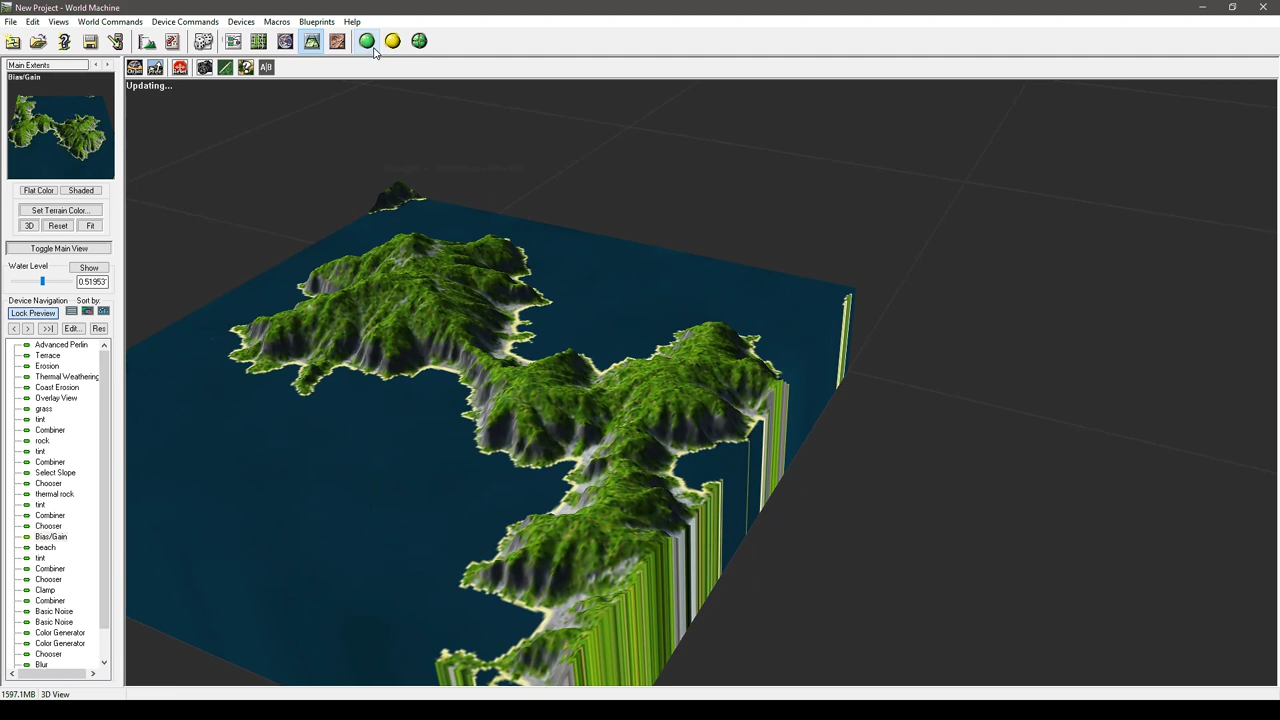 New Project - World Machine
File Edit Views World Commands Device Commands Devices Macros Blueprints Help
Main Extents
Bias/Gain
Updating...
A|B
Flat Color Shaded
Set Terrain Color...
3D Reset Fit
Toggle Main View
Water Level Show
0.51953
Device Navigation Sort by:
Lock Preview
< > >>| Edit... Res
Advanced Perlin
Terrace
Erosion
Thermal Weathering
Coast Erosion
Overlay View
grass
tint
Combiner
rock
tint
Combiner
Select Slope
Chooser
thermal rock
tint
Combiner
Chooser
Bias/Gain
beach
tint
Combiner
Chooser
Clamp
Combiner
Basic Noise
Basic Noise
Color Generator
Color Generator
Chooser
Blur
1597.1MB 3D View